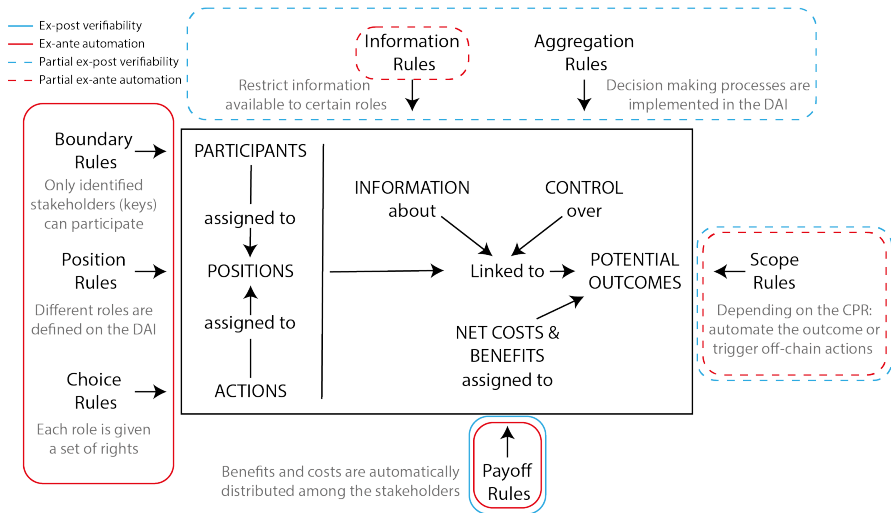 Ex-post verifiability
Ex-ante automation
Partial ex-post verifiability
Partial ex-ante automation
Information
Rules
Restrict information
available to certain roles
Aggregation
Rules
Decision making processes are
implemented in the DAI
Boundary
Rules
Only identified
stakeholders (keys)
can participate
Position
Rules
Different roles are
defined on the DAI
Choice
Rules
Each role is given
a set of rights
PARTICIPANTS
assigned to
POSITIONS
assigned to
ACTIONS
INFORMATION
about
CONTROL
over
Linked to
POTENTIAL
OUTCOMES
NET COSTS &
BENEFITS
assigned to
Scope
Rules
Depending on the CPR:
automate the outcome or
trigger off-chain actions
Benefits and costs are automatically
distributed among the stakeholders
Payoff
Rules